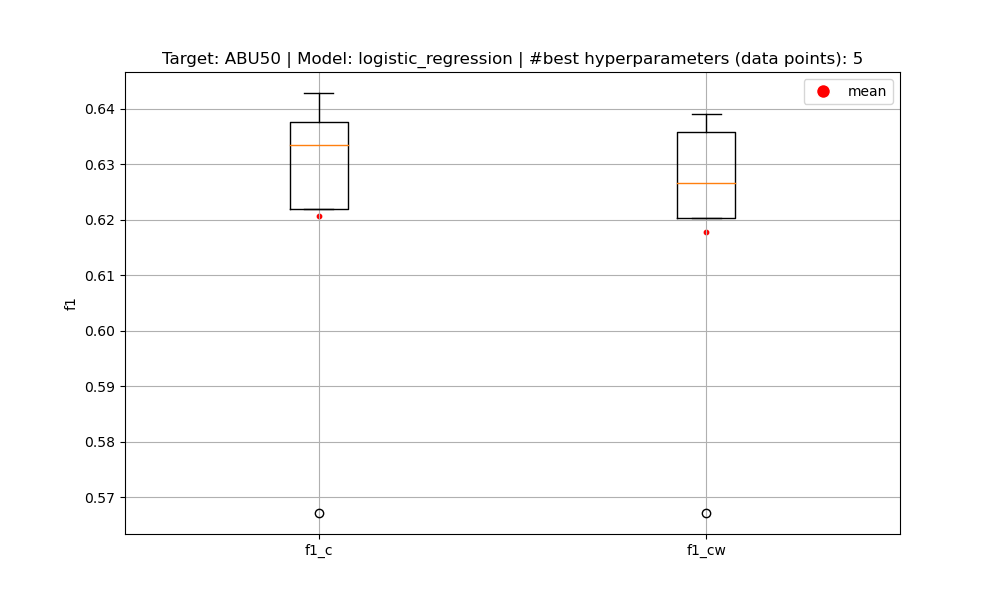 Target: ABU50 | Model: logistic_regression | #best hyperparameters (data points): 5
mean
0.64
0.63
0.62
0.61
0.60
0.59
0.58
0.57
f1
f1_c
f1_cw